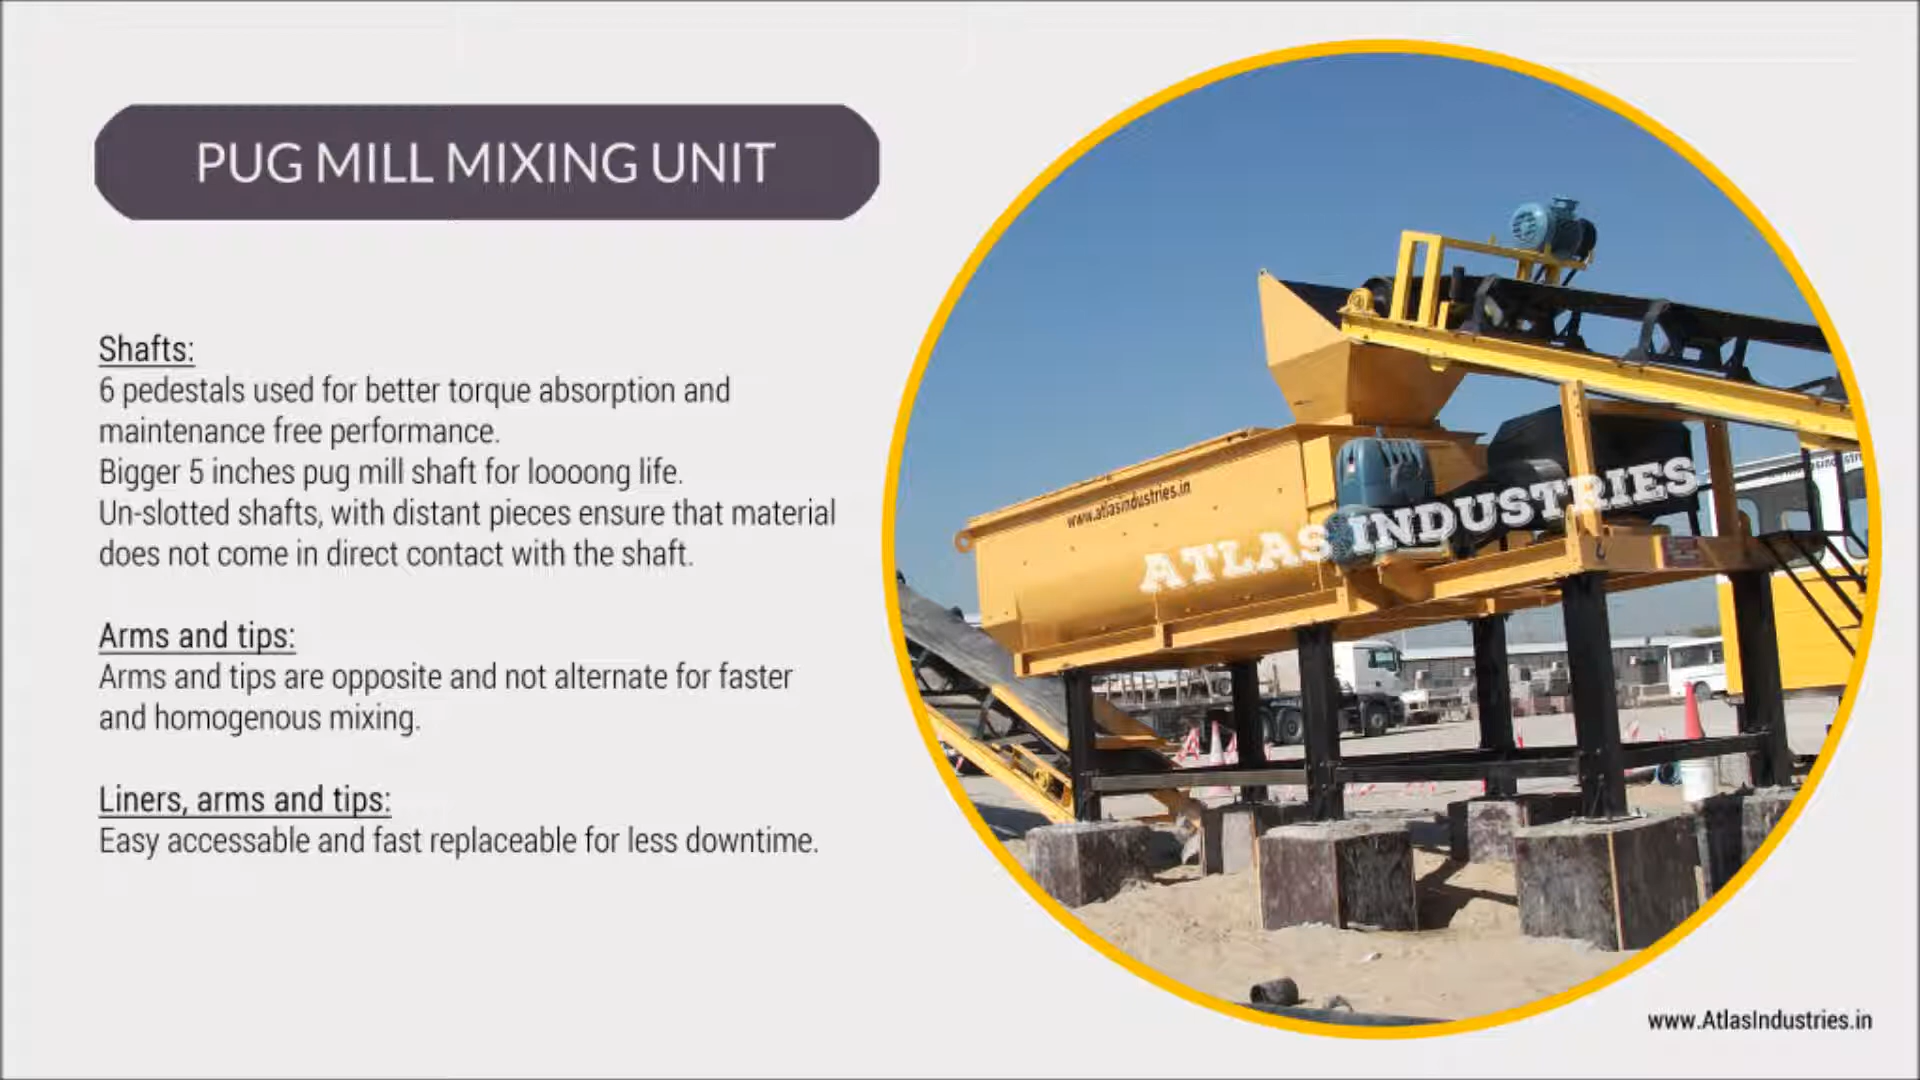 PUG MILL MIXING UNIT
Shafts:
6 pedestals used for better torque absorption and
maintenance free performance.
Bigger 5 inches pug mill shaft for loooong life.
Un-slotted shafts, with distant pieces ensure that material
does not come in direct contact with the shaft.
Arms and tips:
Arms and tips are opposite and not alternate for faster
and homogenous mixing.
Liners, arms and tips:
Easy accessable and fast replaceable for less downtime.
www.atlasindustries.in
ATLAS INDUSTRIES
www.AtlasIndustries.in